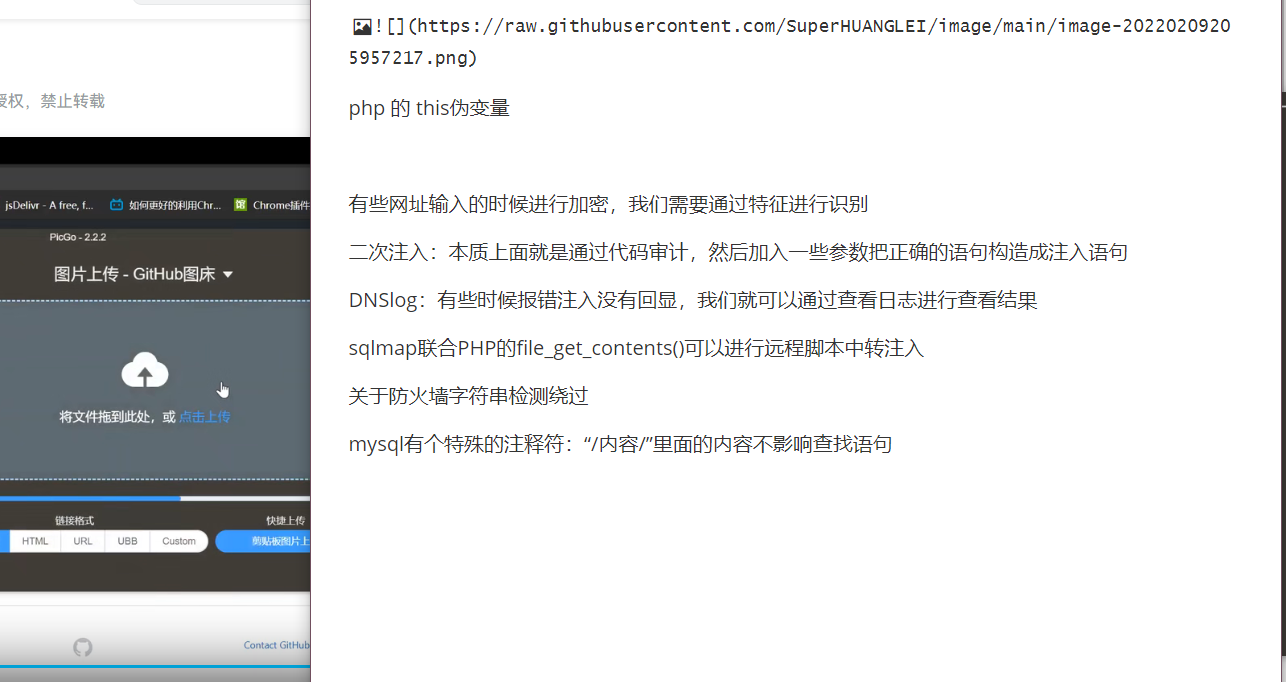 授权，禁止转载
jsDelivr - A free, f...
如何更好的利用Chr...
Chrome插件
PicGo - 2.2.2
图片上传 - GitHub图床
将文件拖到此处，或 点击上传
链接格式
快捷上传
HTML
URL
UBB
Custom
剪贴板图片上
Contact GitHub
![](https://raw.githubusercontent.com/SuperHUANGLEI/image/main/image-2022020920
5957217.png)
php 的 this伪变量
有些网址输入的时候进行加密，我们需要通过特征进行识别
二次注入：本质上面就是通过代码审计，然后加入一些参数把正确的语句构造成注入语句
DNSlog：有些时候报错注入没有回显，我们就可以通过查看日志进行查看结果
sqlmap联合PHP的file_get_contents()可以进行远程脚本中转注入
关于防火墙字符串检测绕过
mysql有个特殊的注释符：“/内容/”里面的内容不影响查找语句